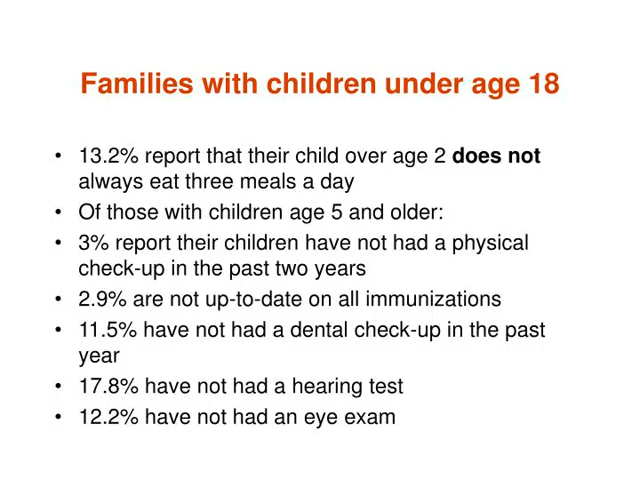 Families with children under age 18
• 13.2% report that their child over age 2 does not
always eat three meals a day
• Of those with children age 5 and older:
• 3% report their children have not had a physical
check-up in the past two years
• 2.9% are not up-to-date on all immunizations
• 11.5% have not had a dental check-up in the past
year
• 17.8% have not had a hearing test
• 12.2% have not had an eye exam